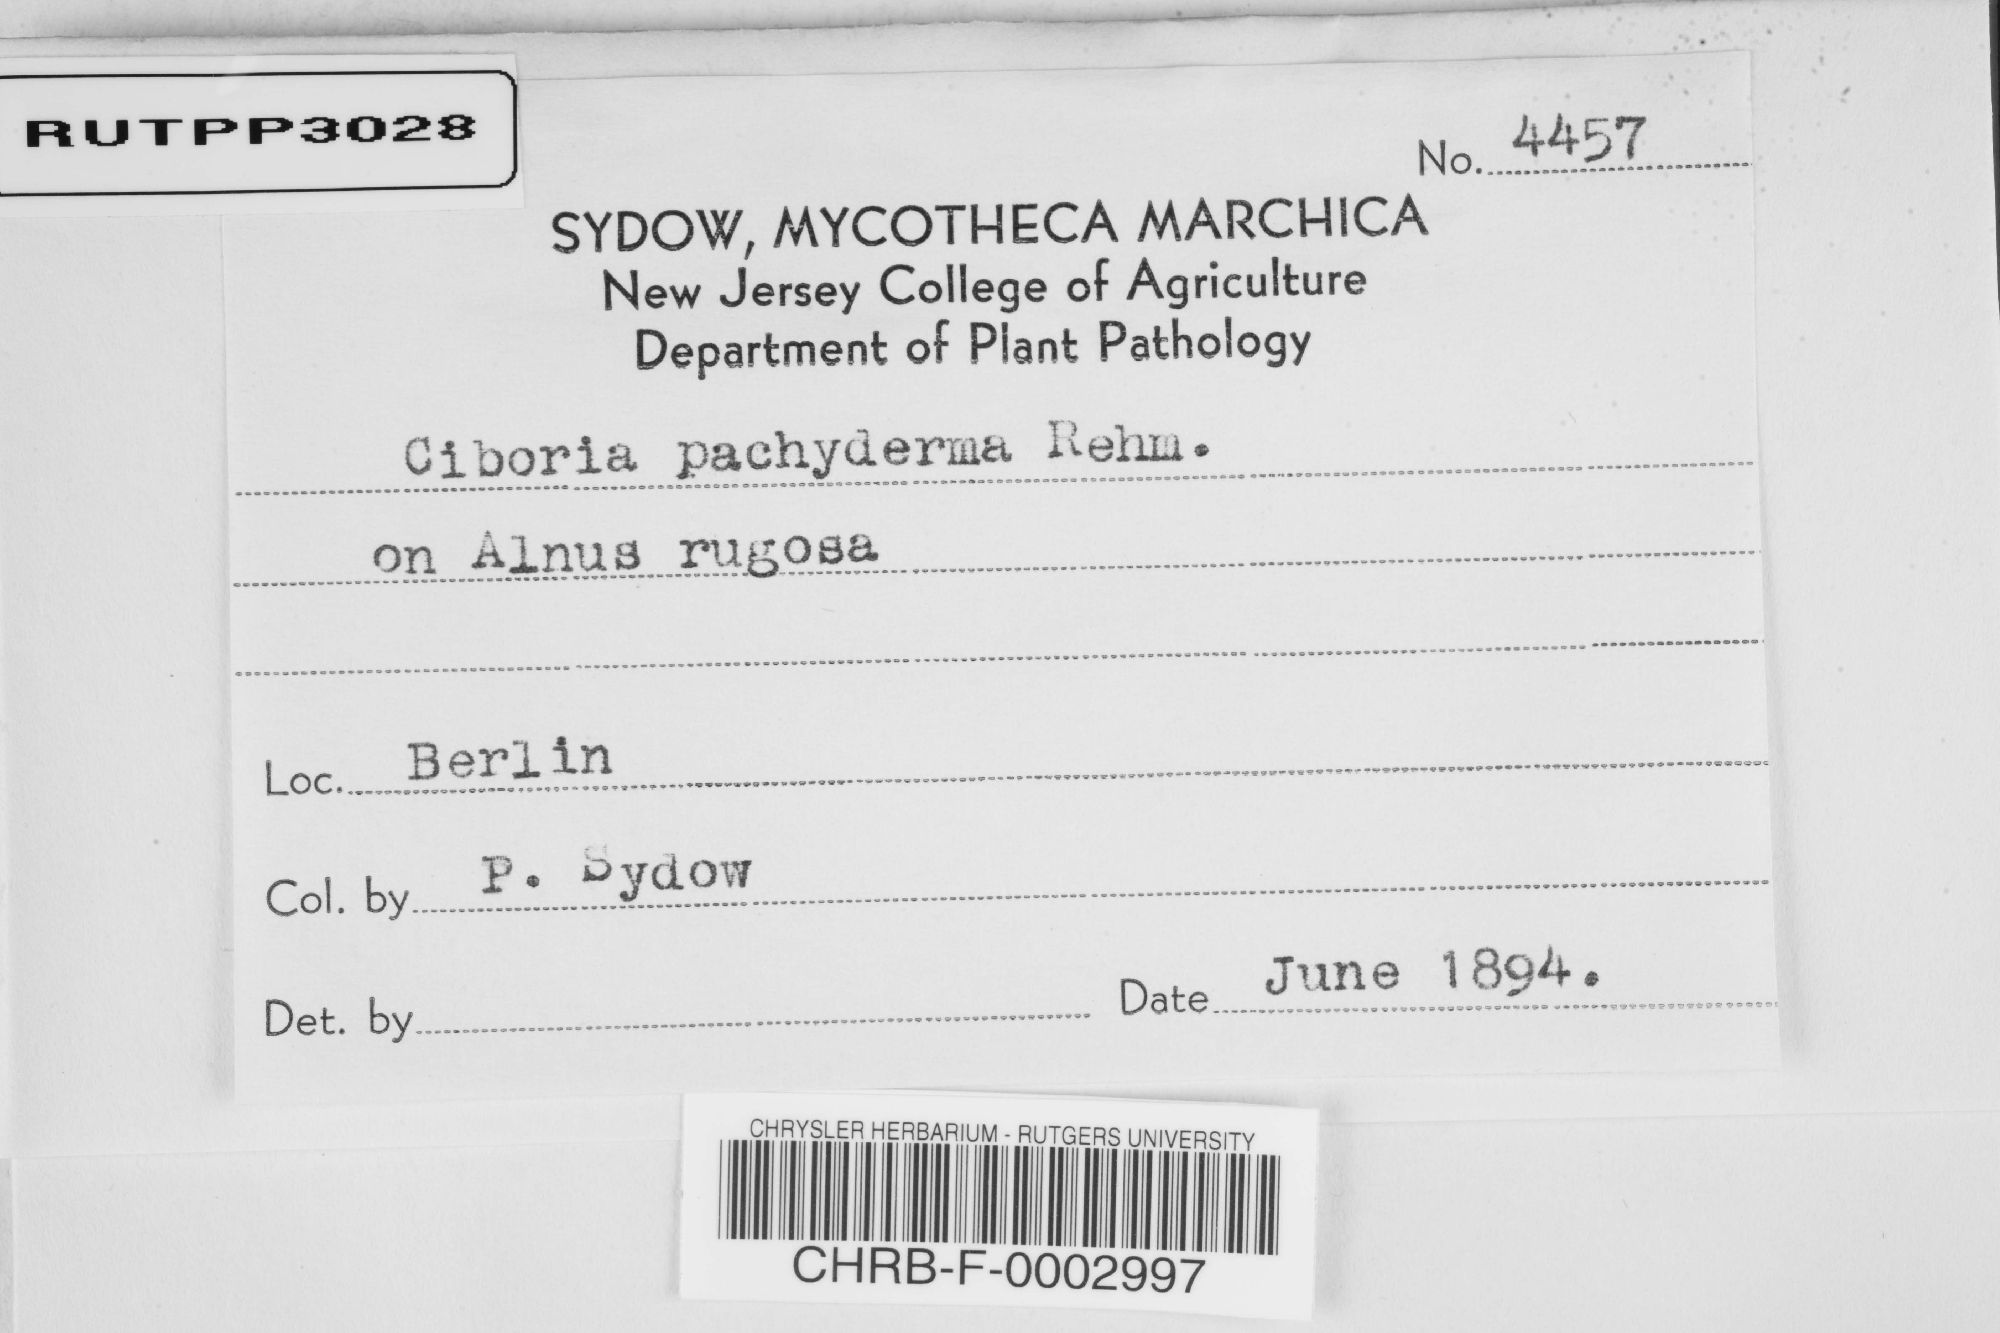 RUTPP3028
No. 4457
SYDOW, MYCOTHECA MARCHICA
New Jersey College of Agriculture
Department of Plant Pathology
Ciboria pachyderma Rehm.
on Alnus rugosa
Loc. Berlin
Col. by P. Sydow
Det. by Date June 1894.
CHRYSLER HERBARIUM - RUTGERS UNIVERSITY
CHRB-F-0002997